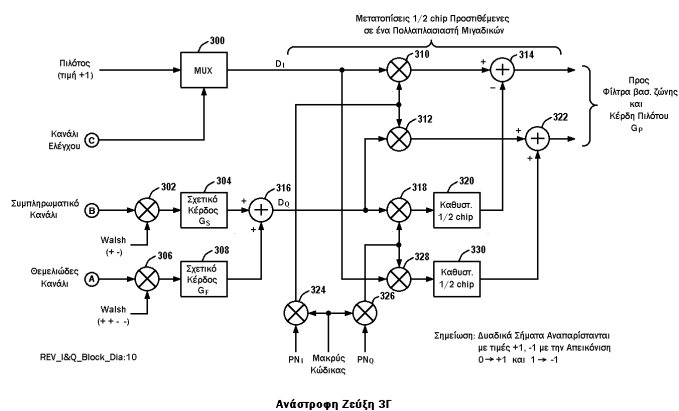 Μετατοπίσεις 1/2 chip Προστιθέμενες
σε ένα Πολλαπλασιαστή Μιγαδικών
300
310
314
Πιλότος
(τιμή +1)
MUX
DI
+
+
−
Προς
Φίλτρα βασ. ζώνης
και
Κέρδη Πιλότου
GP
312
322
+
+
+
Κανάλι
Ελέγχου
C
302
304
316
318
320
Συμπληρωματικό
Κανάλι
B
Σχετικό
Κέρδος
GS
+
+
+
DQ
Καθυστ.
1/2 chip
Walsh
(+ -)
306
308
328
330
Θεμελιώδες
Κανάλι
A
Σχετικό
Κέρδος
GF
Καθυστ.
1/2 chip
324
326
Walsh
(+ + - -)
PNI
Μακρύς
Κώδικας
PNQ
Σημείωση: Δυαδικά Σήματα Αναπαρίστανται
με τιμές +1, -1 με την Απεικόνιση
0→+1 και 1→-1
REV_I&Q_Block_Dia:10
Ανάστροφη Ζεύξη 3Γ